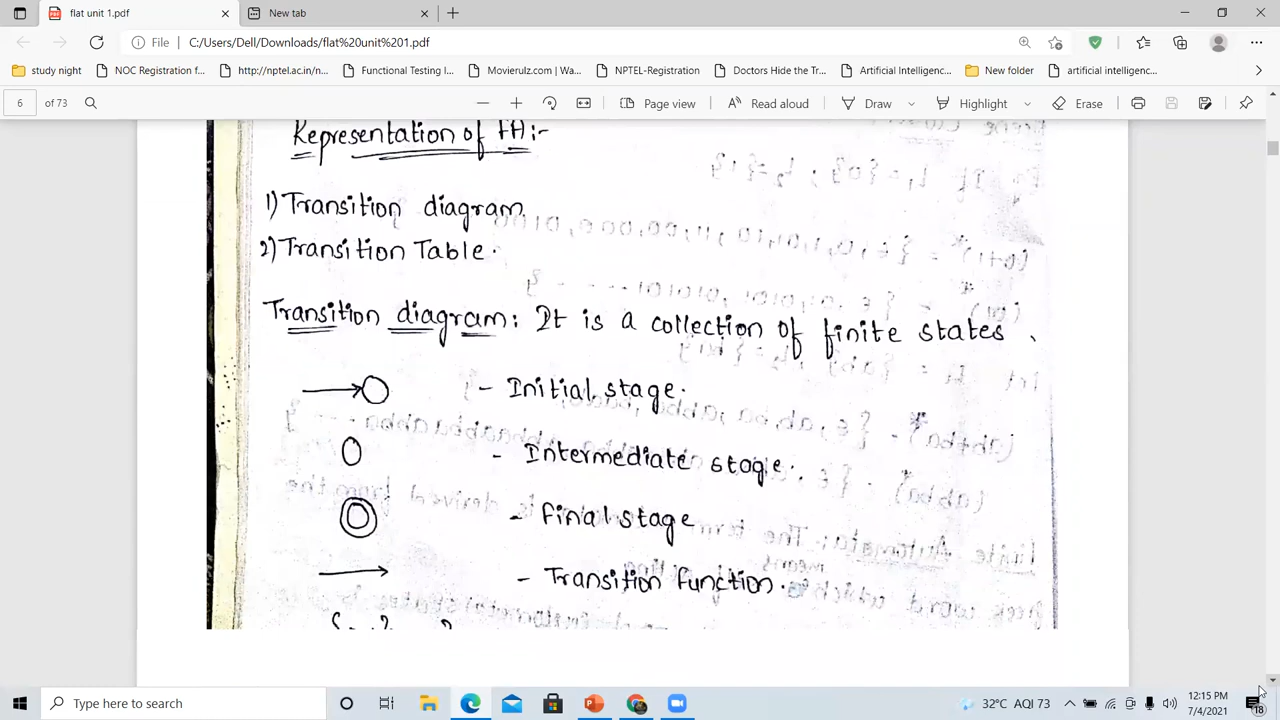 flat unit 1.pdf
New tab
File
C:/Users/Dell/Downloads/flat%20unit%201.pdf
study night
NOC Registration f...
http://nptel.ac.in/n...
Functional Testing I...
Movierulz.com | Wa...
NPTEL-Registration
Doctors Hide the Tr...
Artificial Intelligenc...
New folder
artificial intelligenc...
6 of 73
Page view
Read aloud
Draw
Highlight
Erase
Representation of FA:-
1) Transition diagram
2) Transition Table.
Transition diagram: It is a collection of finite states.
- Initial stage.
- Intermediate stage.
- final stage
- Transition function.
Type here to search
32°C AQI 73
12:15 PM
7/4/2021
18